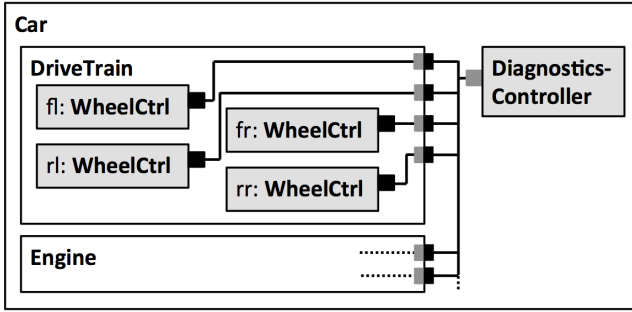 Car
DriveTrain
fl: WheelCtrl
rl: WheelCtrl
fr: WheelCtrl
rr: WheelCtrl
Diagnostics-
Controller
Engine